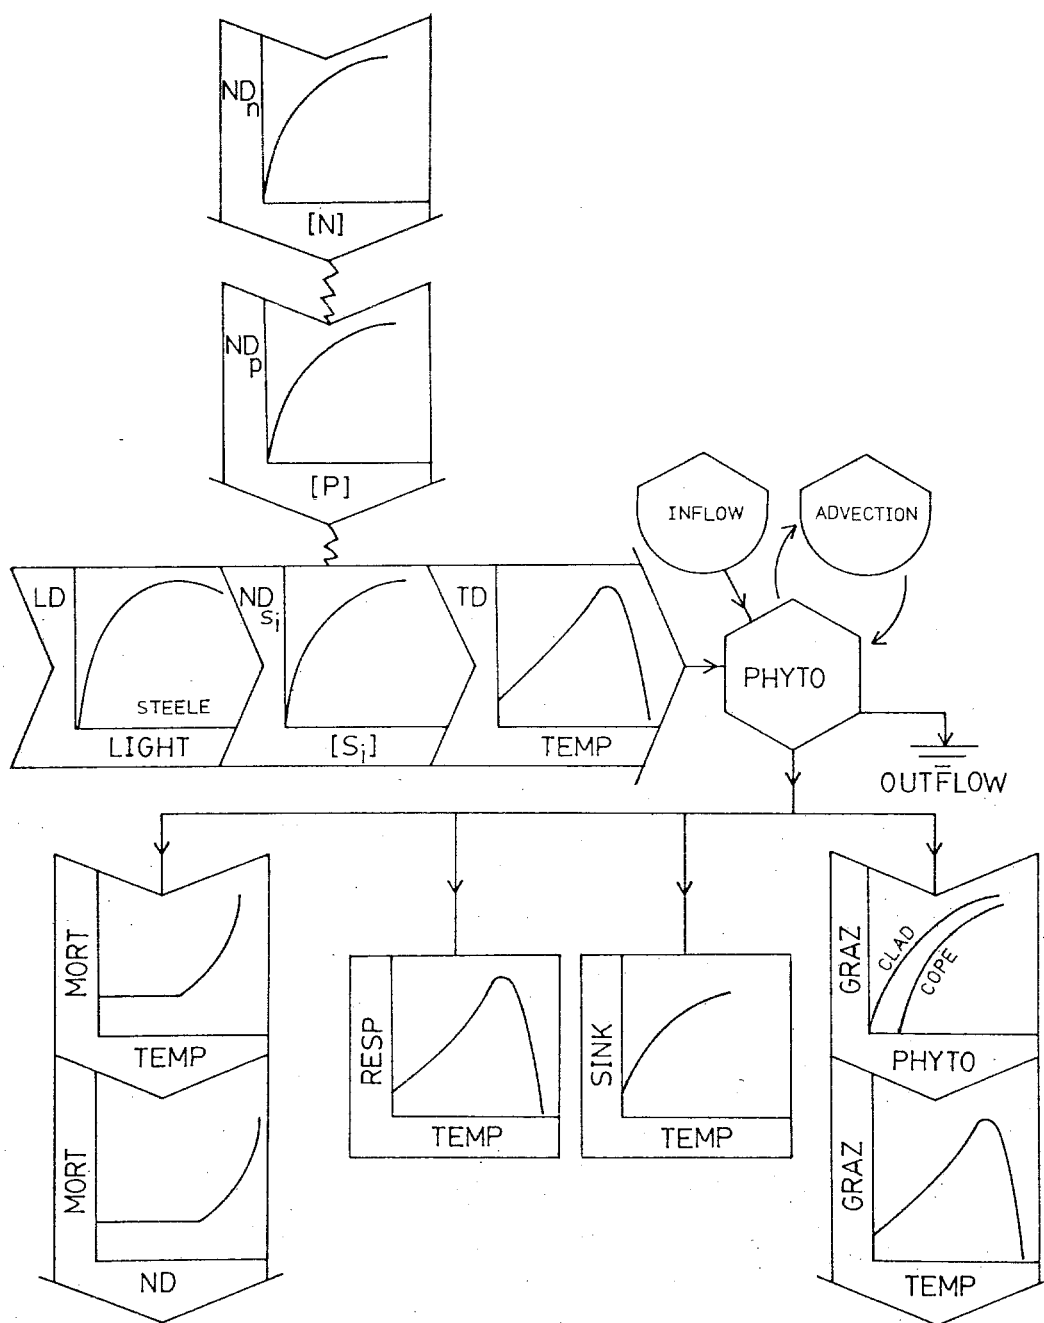 ND
n
[N]
ND
p
[P]
INFLOW
ADVECTION
LD
STEELE
LIGHT
ND
Si
[Si]
TD
TEMP
PHYTO
OUTFLOW
MORT
TEMP
MORT
ND
RESP
TEMP
SINK
TEMP
GRAZ
CLAD
COPE
PHYTO
GRAZ
TEMP